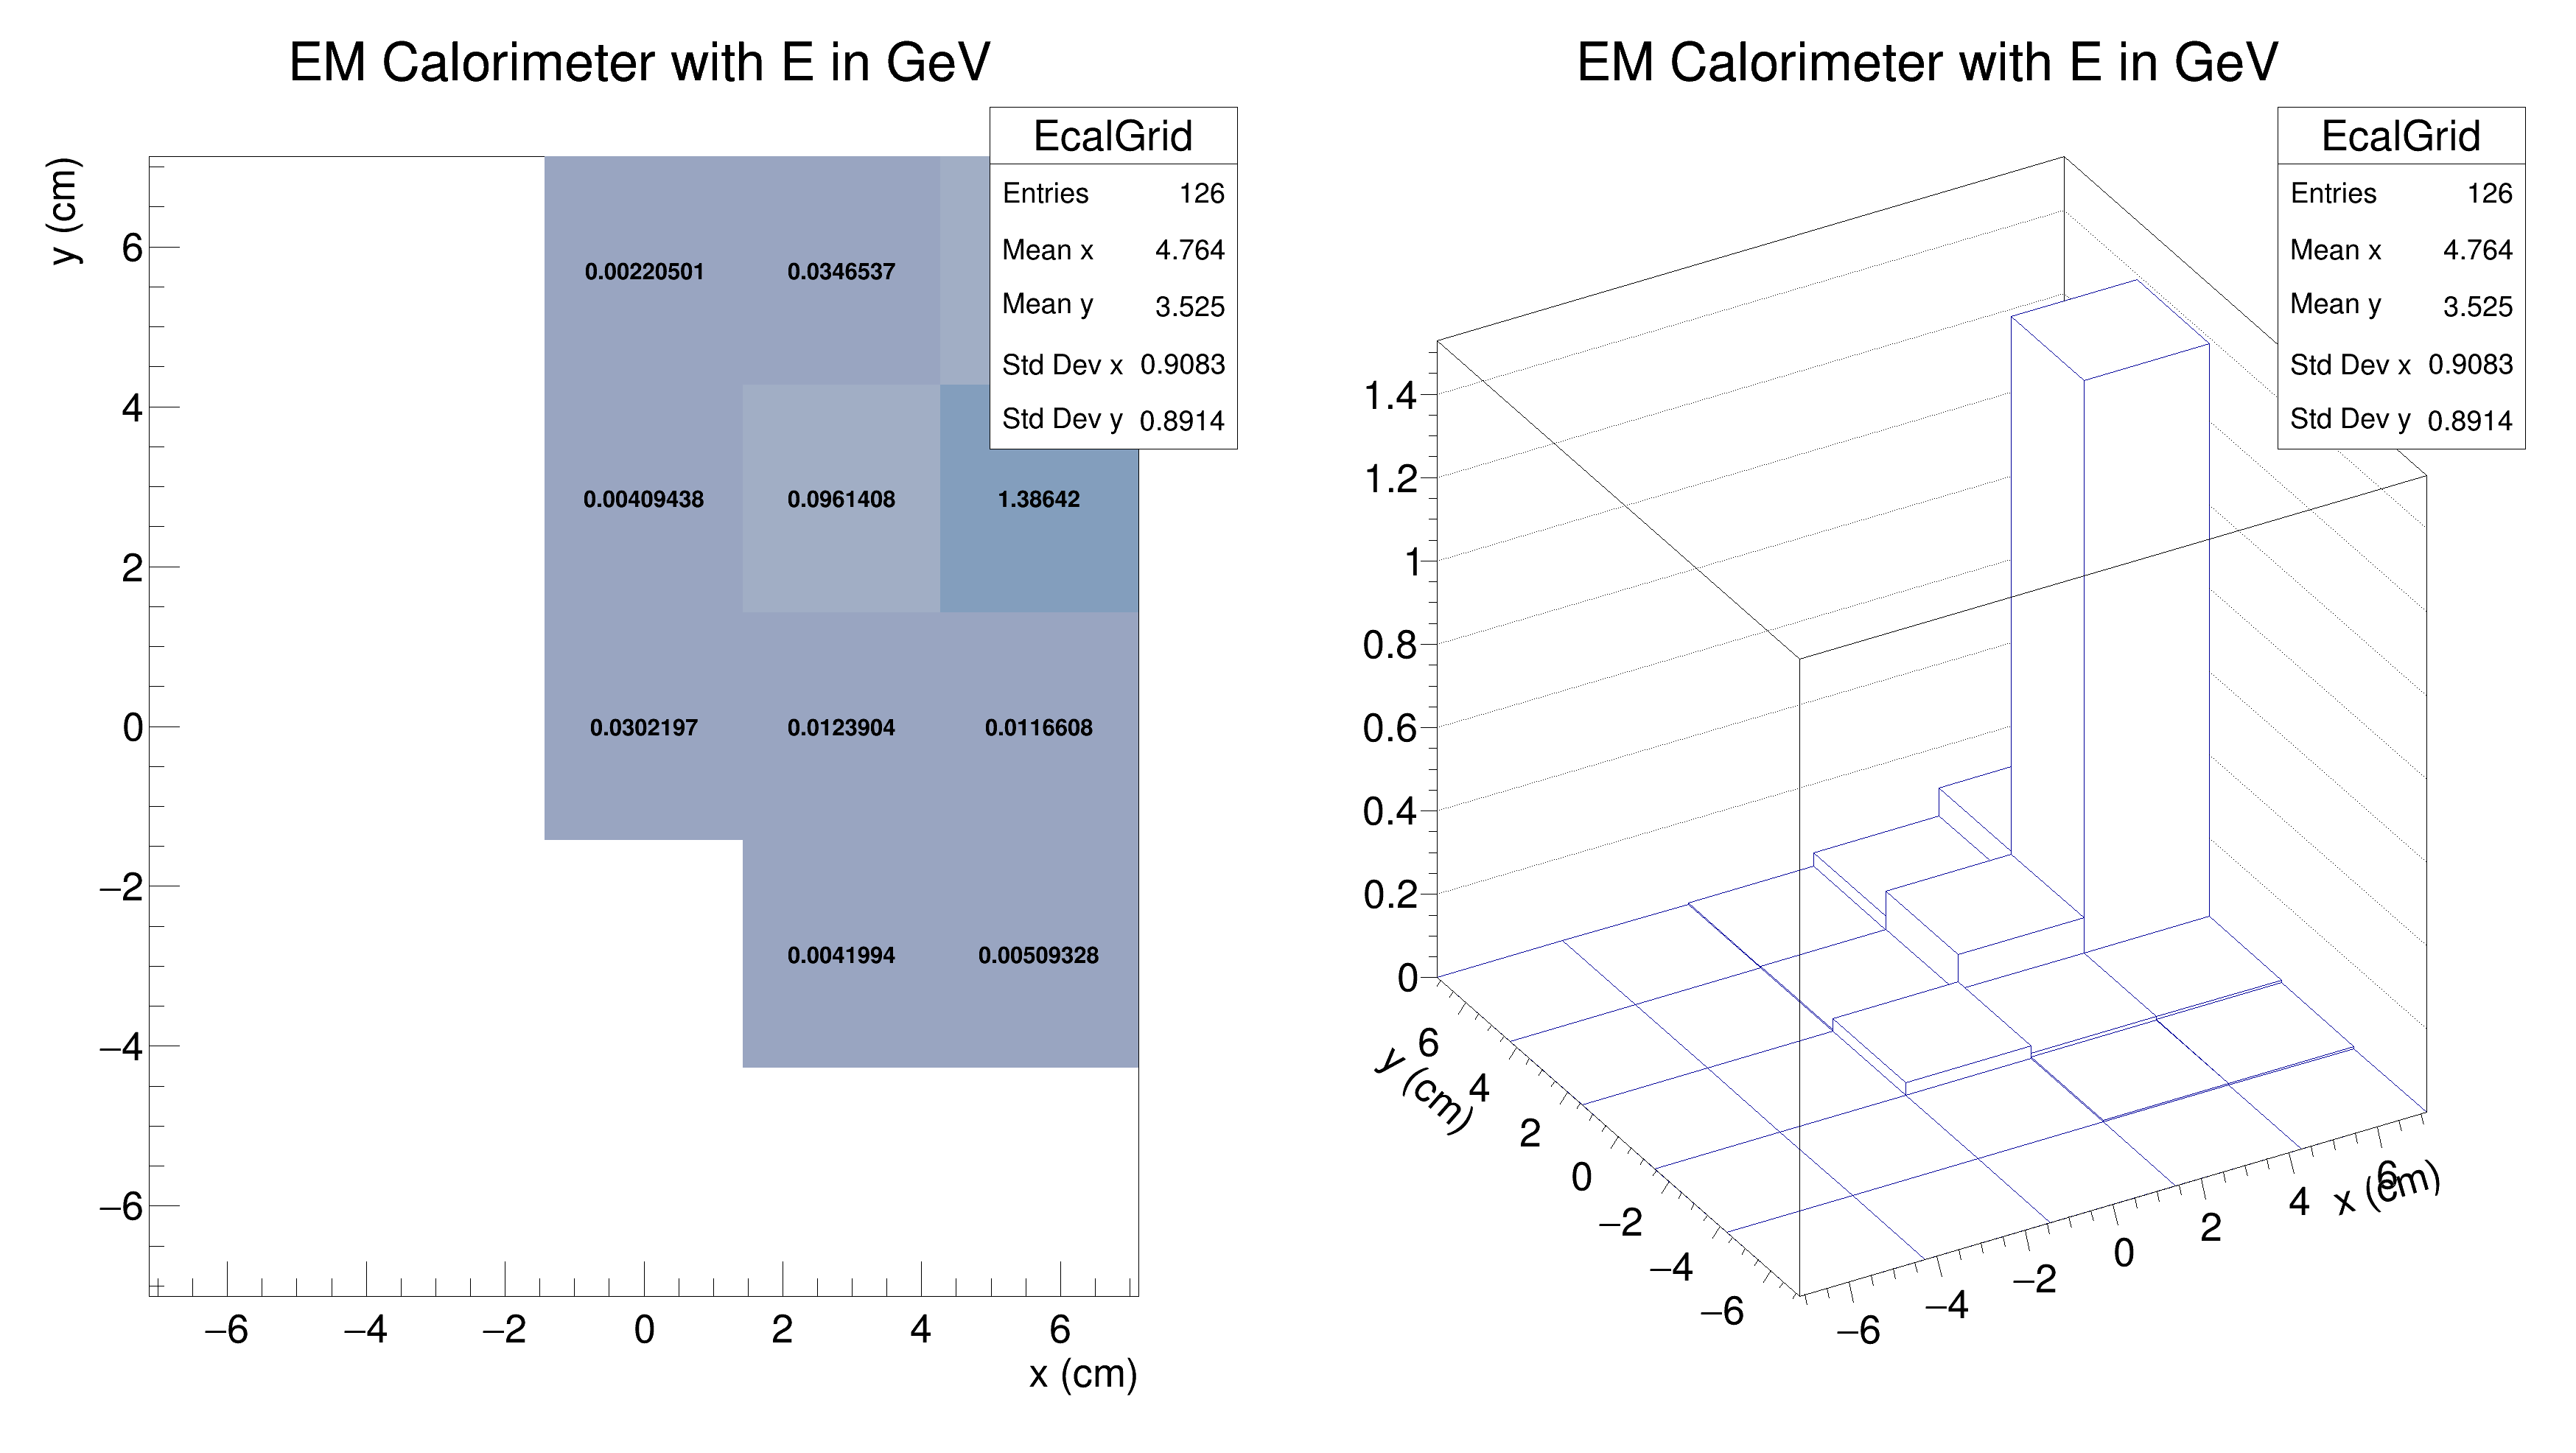 EM Calorimeter with E in GeV
EcalGrid
Entries 126
Mean x 4.764
Mean y 3.525
Std Dev x 0.9083
Std Dev y 0.8914
y (cm)
6
4
2
0
−2
−4
−6
0.00220501 0.0346537
0.00409438 0.0961408 1.38642
0.0302197 0.0123904 0.0116608
0.0041994 0.00509328
−6 −4 −2 0 2 4 6
x (cm)
EM Calorimeter with E in GeV
EcalGrid
Entries 126
Mean x 4.764
Mean y 3.525
Std Dev x 0.9083
Std Dev y 0.8914
1.4
1.2
1
0.8
0.6
0.4
0.2
0
6
4
2
0
−2
−4
−6
y (cm)
−6 −4 −2 0 2 4 6
x (cm)